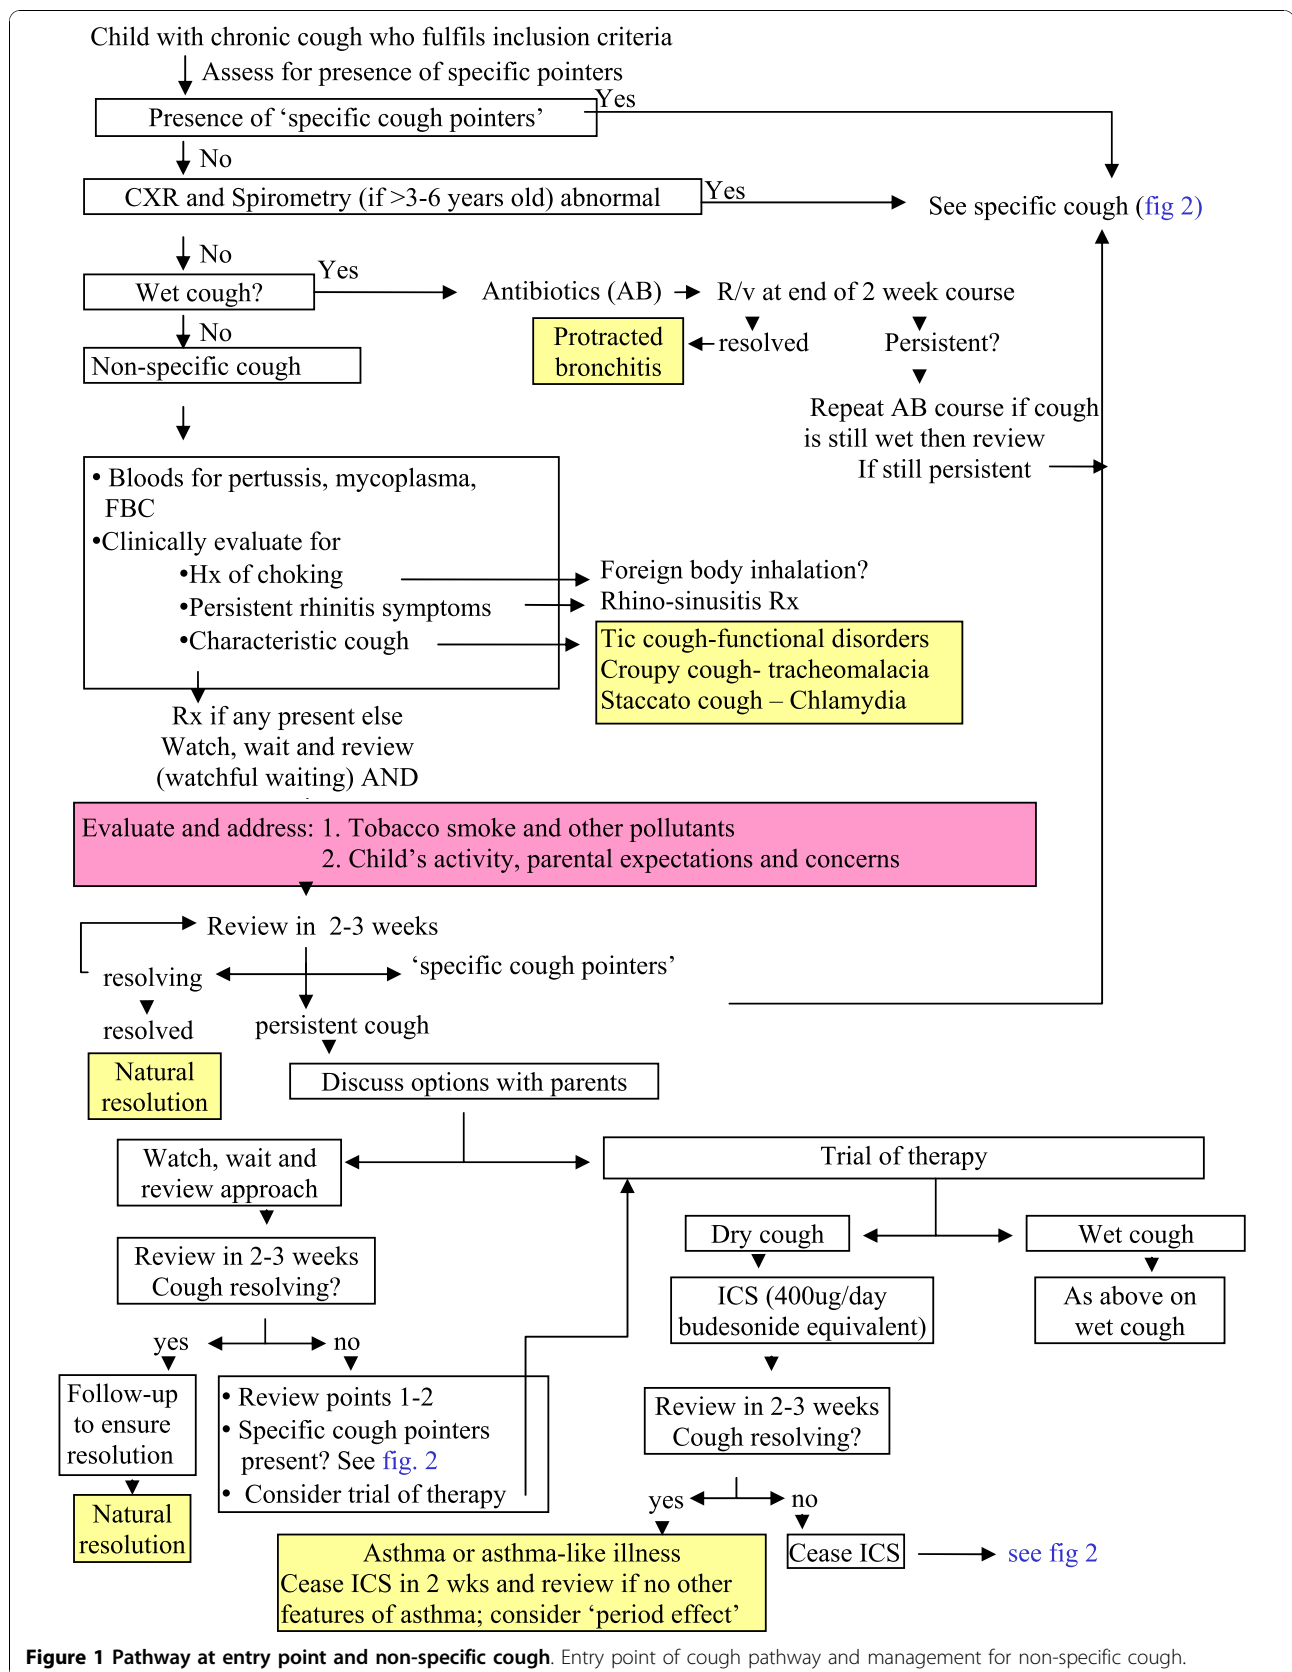 Child with chronic cough who fulfils inclusion criteria
Assess for presence of specific pointers
Yes
Presence of ‘specific cough pointers’
No
CXR and Spirometry (if >3-6 years old) abnormal
Yes
See specific cough (fig 2)
No
Yes
Wet cough?
Antibiotics (AB)
R/v at end of 2 week course
No
Protracted
bronchitis
resolved
Persistent?
Non-specific cough
Repeat AB course if cough
is still wet then review
If still persistent
• Bloods for pertussis, mycoplasma,
FBC
•Clinically evaluate for
•Hx of choking
Foreign body inhalation?
•Persistent rhinitis symptoms
Rhino-sinusitis Rx
•Characteristic cough
Tic cough-functional disorders
Croupy cough- tracheomalacia
Staccato cough – Chlamydia
Rx if any present else
Watch, wait and review
(watchful waiting) AND
Evaluate and address: 1. Tobacco smoke and other pollutants
2. Child’s activity, parental expectations and concerns
Review in 2-3 weeks
resolving
‘specific cough pointers’
resolved
persistent cough
Natural
resolution
Discuss options with parents
Watch, wait and
review approach
Trial of therapy
Dry cough
Wet cough
Review in 2-3 weeks
Cough resolving?
ICS (400ug/day
budesonide equivalent)
As above on
wet cough
yes
no
Follow-up
to ensure
resolution
• Review points 1-2
• Specific cough pointers
present? See fig. 2
• Consider trial of therapy
Review in 2-3 weeks
Cough resolving?
Natural
resolution
yes
no
Asthma or asthma-like illness
Cease ICS in 2 wks and review if no other
features of asthma; consider ‘period effect’
Cease ICS
see fig 2
Figure 1 Pathway at entry point and non-specific cough. Entry point of cough pathway and management for non-specific cough.